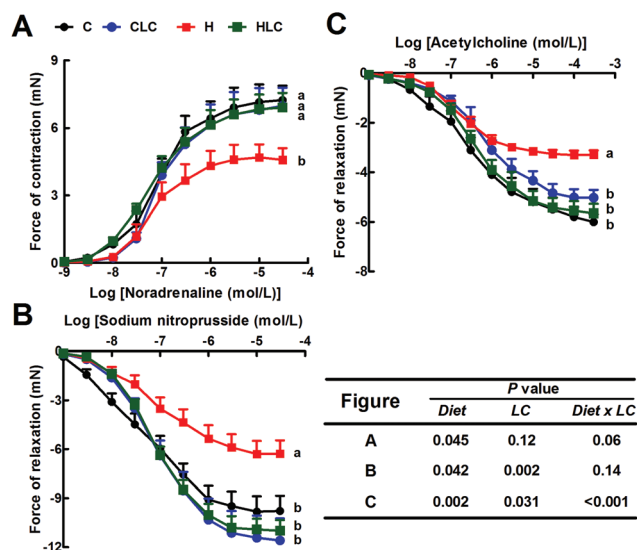 C CLC H HLC
A
Force of contraction (mN)
9
6
3
0
a
a
a
b
-9 -8 -7 -6 -5 -4
Log [Noradrenaline (mol/L)]
C
Log [Acetylcholine (mol/L)]
-8 -7 -6 -5 -4 -3
0
-2
-4
-6
-8
Force of relaxation (mN)
a
b
b
b
B
Log [Sodium nitroprusside (mol/L)
-8 -7 -6 -5 -4
0
-3
-6
-9
-12
Force of relaxation (mN)
a
b
b
b
Figure P value
Diet LC Diet x LC
A 0.045 0.12 0.06
B 0.042 0.002 0.14
C 0.002 0.031 <0.001